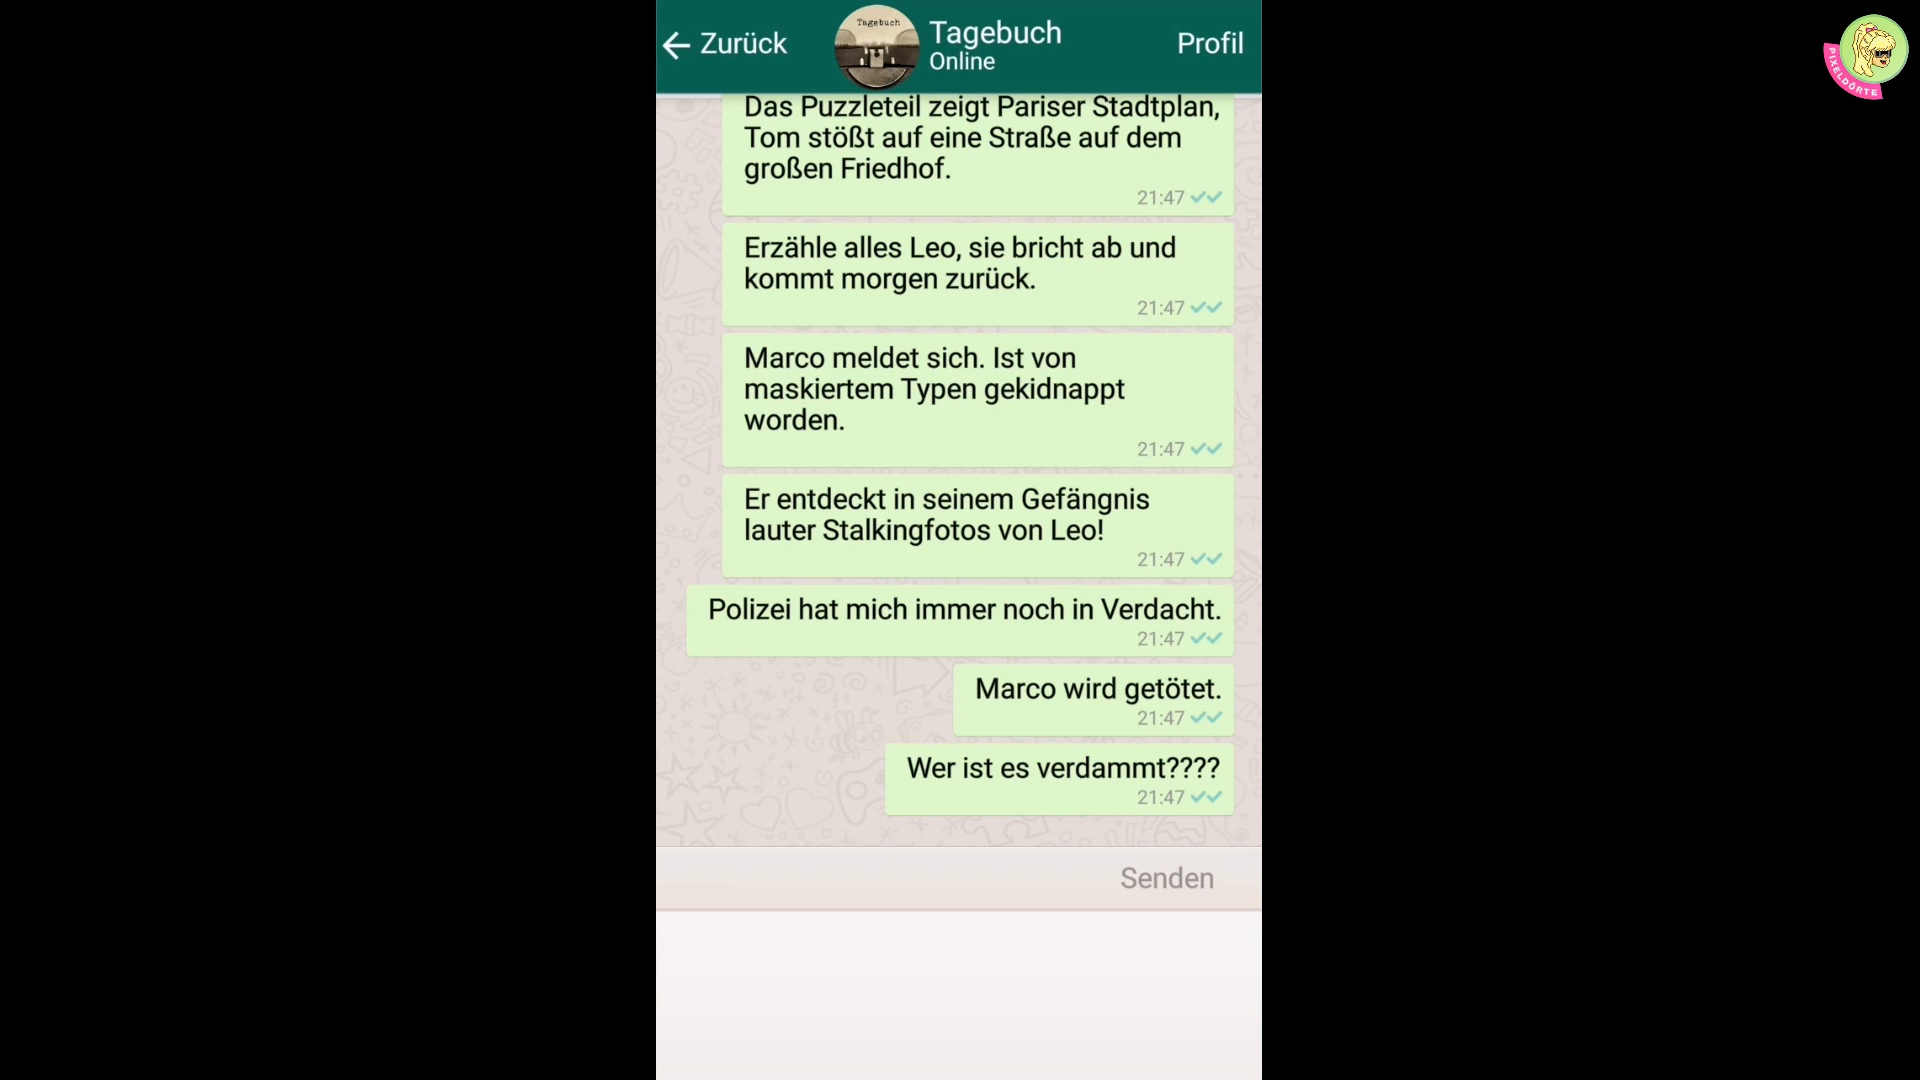 Zurück
Tagebuch
Tagebuch
Online
Profil
PIXELDÖRTE
Das Puzzleteil zeigt Pariser Stadtplan,
Tom stößt auf eine Straße auf dem
großen Friedhof.
21:47
Erzähle alles Leo, sie bricht ab und
kommt morgen zurück.
21:47
Marco meldet sich. Ist von
maskiertem Typen gekidnappt
worden.
21:47
Er entdeckt in seinem Gefängnis
lauter Stalkingfotos von Leo!
21:47
Polizei hat mich immer noch in Verdacht.
21:47
Marco wird getötet.
21:47
Wer ist es verdammt????
21:47
Senden